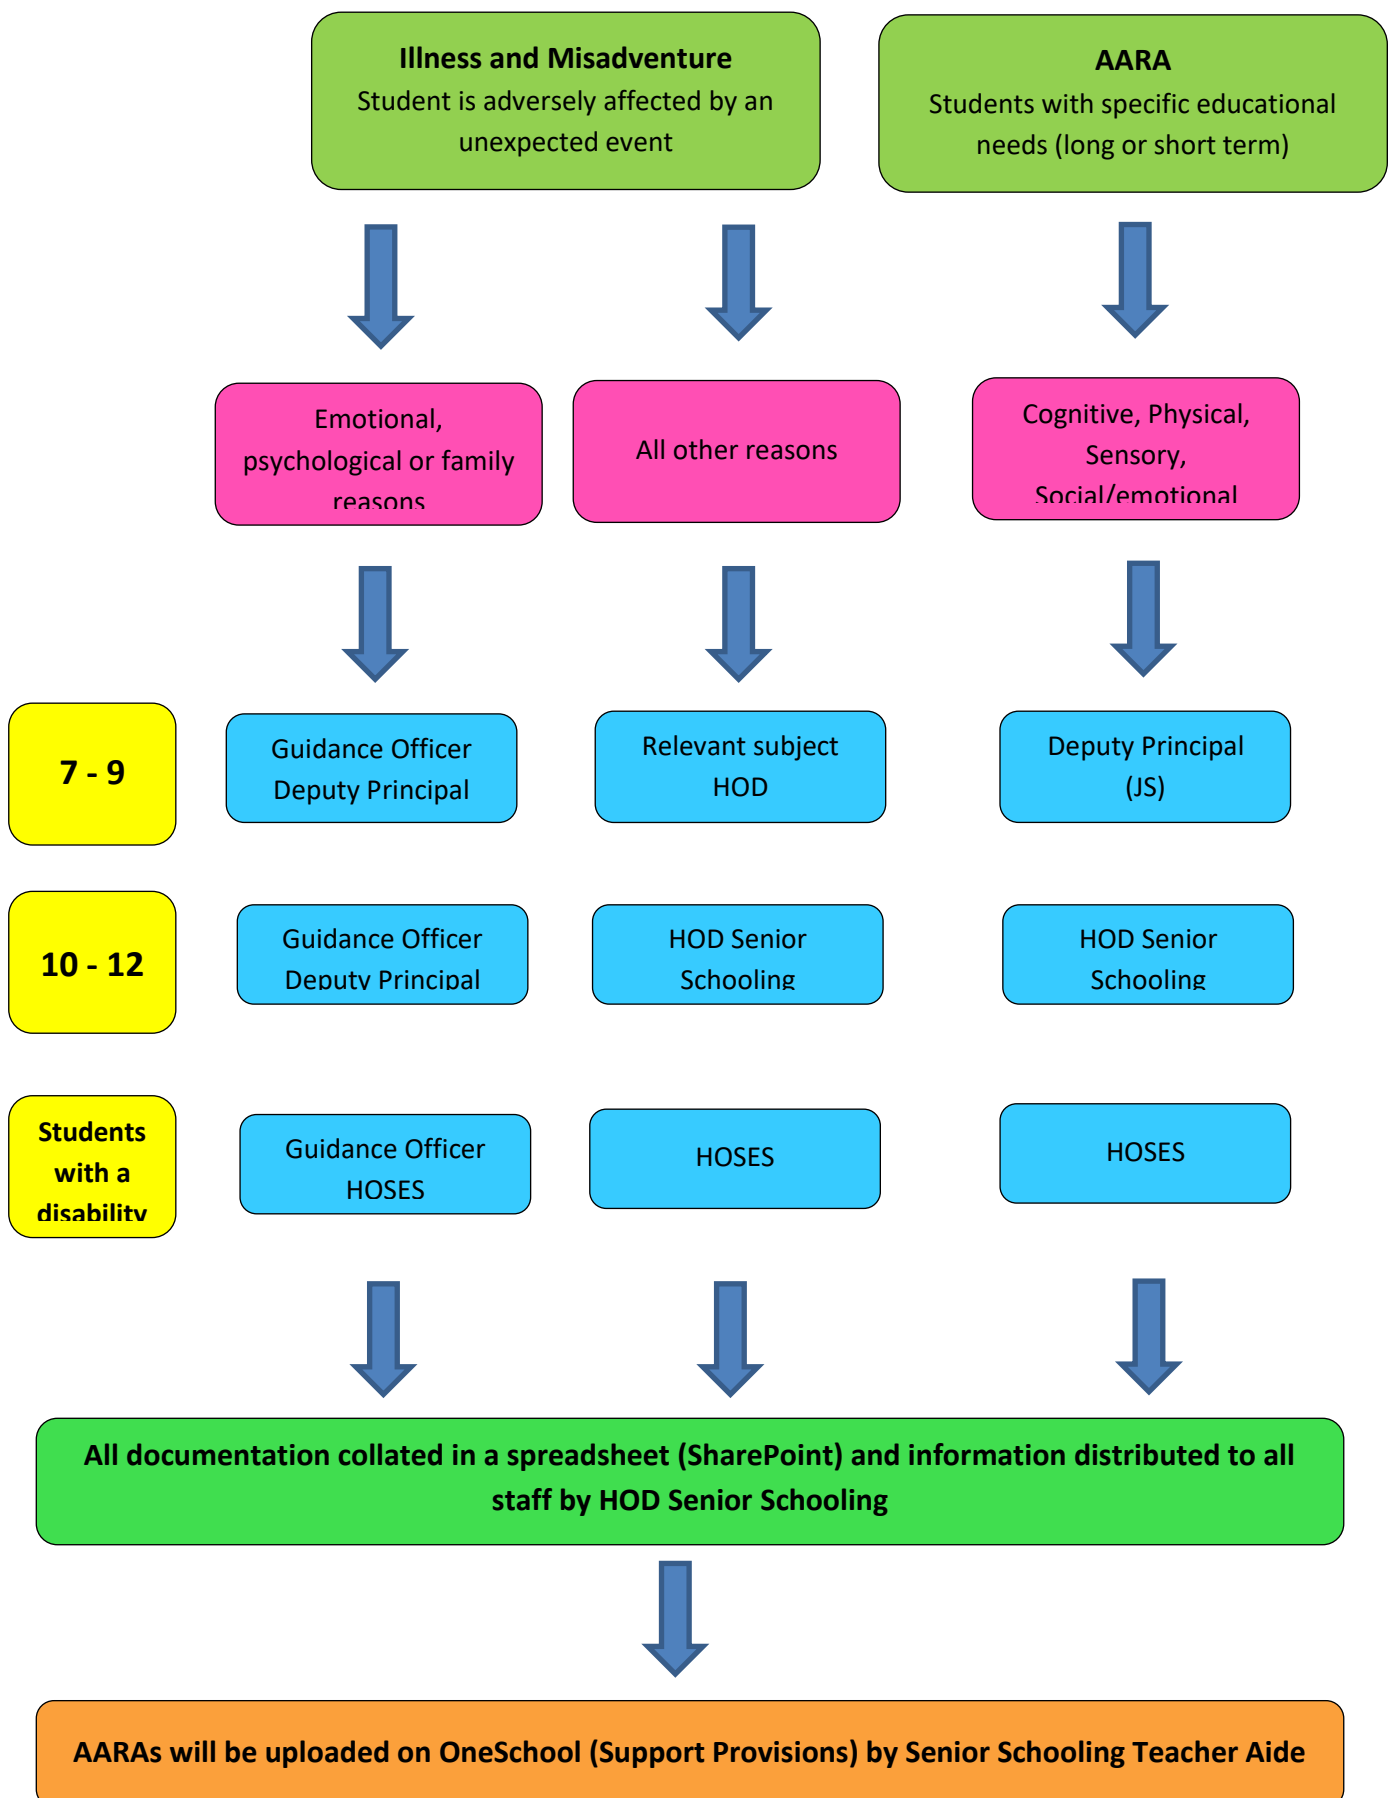 Illness and Misadventure
Student is adversely affected by an
unexpected event
AARA
Students with specific educational
needs (long or short term)
Emotional,
psychological or family
reasons
All other reasons
Cognitive, Physical,
Sensory,
Social/emotional
7 - 9
Guidance Officer
Deputy Principal
Relevant subject
HOD
Deputy Principal
(JS)
10 - 12
Guidance Officer
Deputy Principal
HOD Senior
Schooling
HOD Senior
Schooling
Students
with a
disability
Guidance Officer
HOSES
HOSES
HOSES
All documentation collated in a spreadsheet (SharePoint) and information distributed to all
staff by HOD Senior Schooling
AARAs will be uploaded on OneSchool (Support Provisions) by Senior Schooling Teacher Aide